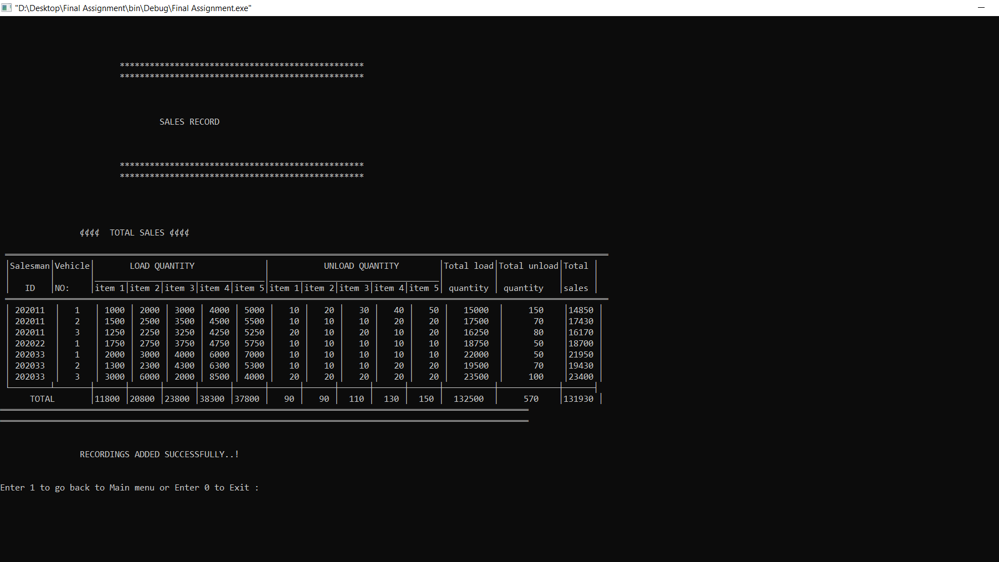 "D:\Desktop\Final Assignment\bin\Debug\Final Assignment.exe"
*************************************************
*************************************************
SALES RECORD
*************************************************
*************************************************
¢¢¢¢ TOTAL SALES ¢¢¢¢
Salesman Vehicle LOAD QUANTITY UNLOAD QUANTITY Total load Total unload Total
ID NO: item 1 item 2 item 3 item 4 item 5 item 1 item 2 item 3 item 4 item 5 quantity quantity sales
202011 1 1000 2000 3000 4000 5000 10 20 30 40 50 15000 150 14850
202011 2 1500 2500 3500 4500 5500 10 10 10 20 20 17500 70 17430
202011 3 1250 2250 3250 4250 5250 20 10 20 10 20 16250 80 16170
202022 1 1750 2750 3750 4750 5750 10 10 10 10 10 18750 50 18700
202033 1 2000 3000 4000 6000 7000 10 10 10 10 10 22000 50 21950
202033 2 1300 2300 4300 6300 5300 10 10 10 20 20 19500 70 19430
202033 3 3000 6000 2000 8500 4000 20 20 20 20 20 23500 100 23400
TOTAL 11800 20800 23800 38300 37800 90 90 110 130 150 132500 570 131930
RECORDINGS ADDED SUCCESSFULLY..!
Enter 1 to go back to Main menu or Enter 0 to Exit :